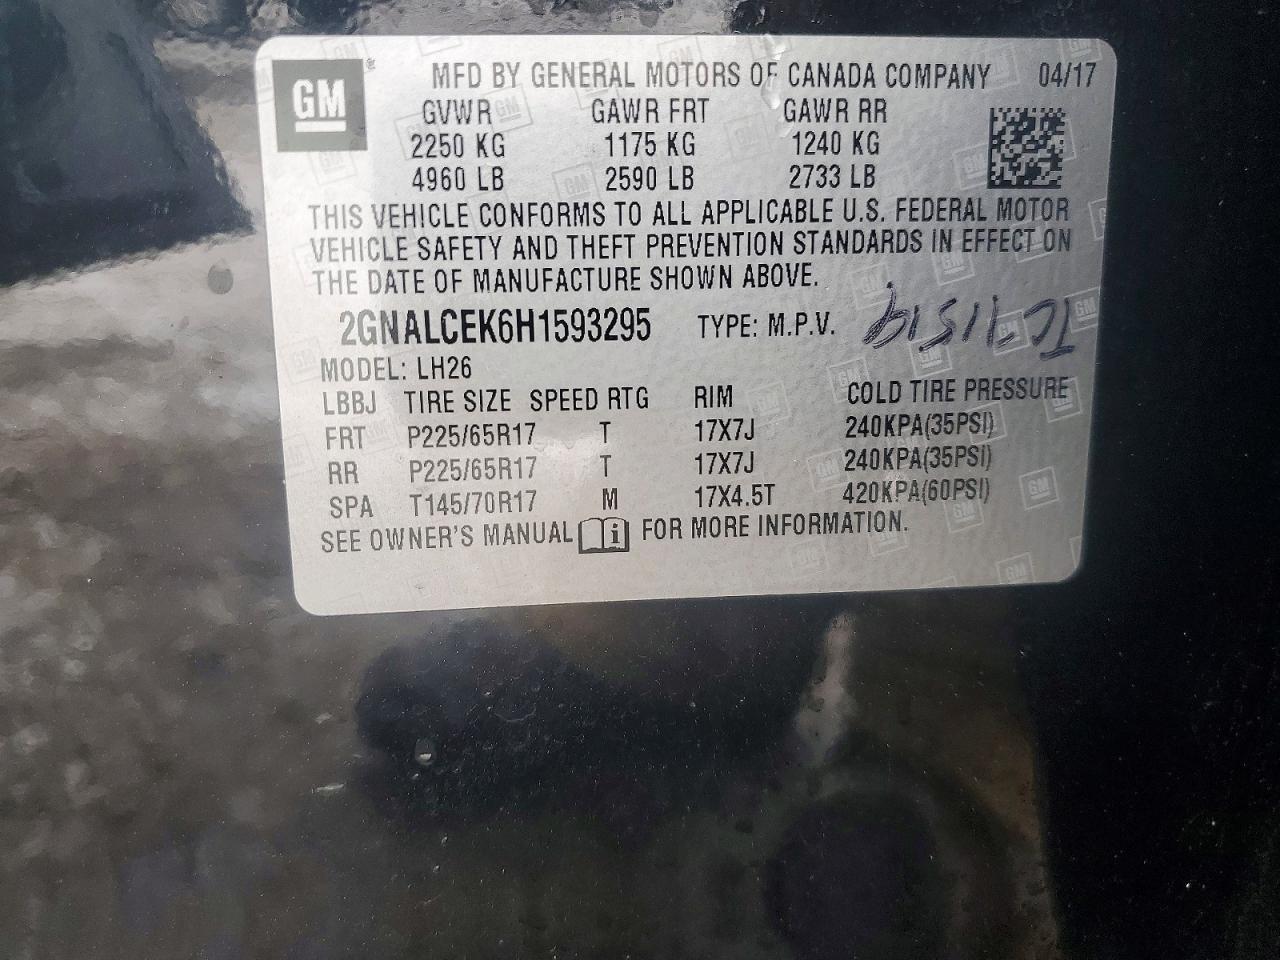 GM MFD BY GENERAL MOTORS OF CANADA COMPANY 04/17
GVWR GAWR FRT GAWR RR
2250 KG 1175 KG 1240 KG
4960 LB 2590 LB 2733 LB
THIS VEHICLE CONFORMS TO ALL APPLICABLE U.S. FEDERAL MOTOR
VEHICLE SAFETY AND THEFT PREVENTION STANDARDS IN EFFECT ON
THE DATE OF MANUFACTURE SHOWN ABOVE.
2GNALCEK6H1593295 TYPE: M.P.V.
MODEL: LH26
LBBJ TIRE SIZE SPEED RTG RIM COLD TIRE PRESSURE
FRT P225/65R17 T 17X7J 240KPA(35PSI)
RR P225/65R17 T 17X7J 240KPA(35PSI)
SPA T145/70R17 M 17X4.5T 420KPA(60PSI)
SEE OWNER'S MANUAL FOR MORE INFORMATION.